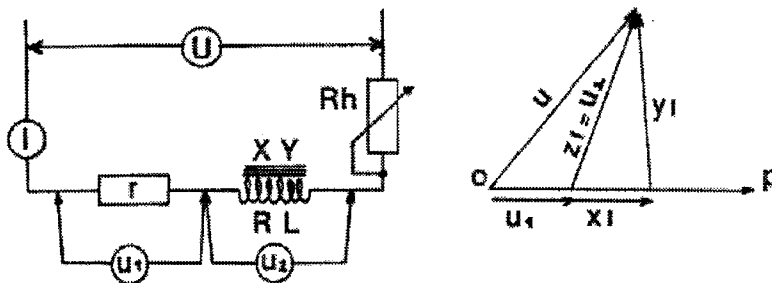 U
Rh
I
X Y
r
R L
u₁
u₂
u
zI = u₂
yI
o
p
u₁
xI